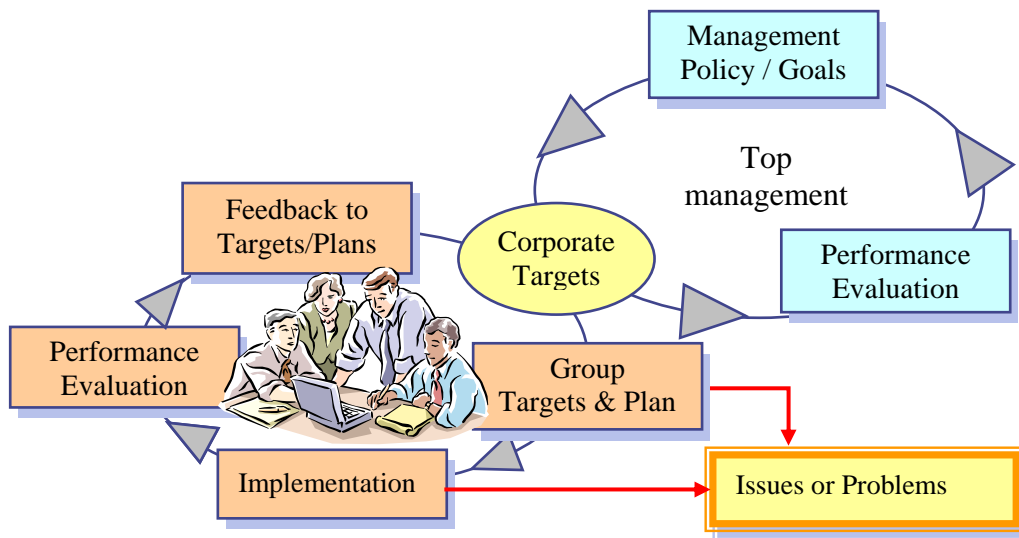 Management
Policy / Goals
Top
management
Feedback to
Targets/Plans
Corporate
Targets
Performance
Evaluation
Performance
Evaluation
Group
Targets & Plan
Implementation
Issues or Problems